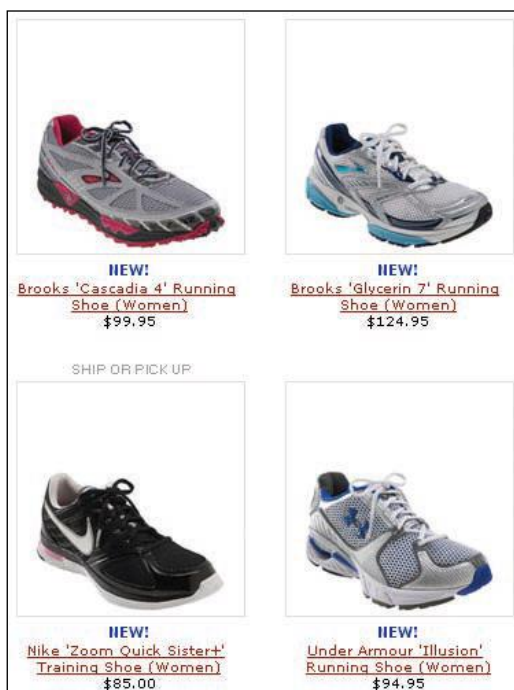 NEW!
Brooks 'Cascadia 4' Running
Shoe (Women)
$99.95
NEW!
Brooks 'Glycerin 7' Running
Shoe (Women)
$124.95
SHIP OR PICK UP
NEW!
Nike 'Zoom Quick Sister+'
Training Shoe (Women)
$85.00
NEW!
Under Armour 'Illusion'
Running Shoe (Women)
$94.95